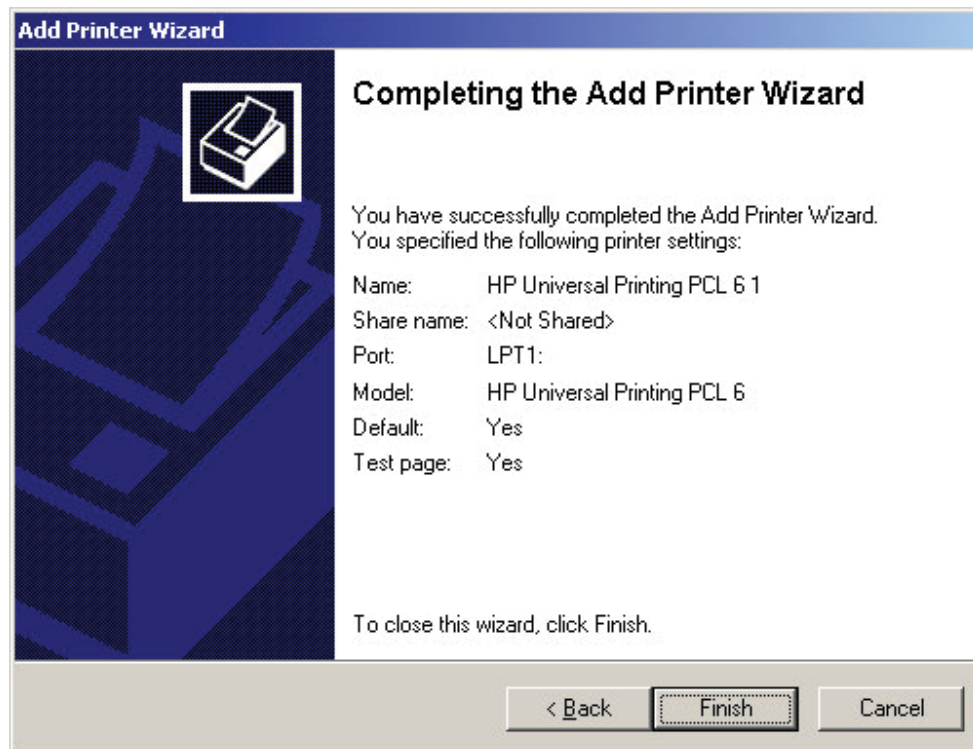 Add Printer Wizard
Completing the Add Printer Wizard
You have successfully completed the Add Printer Wizard.
You specified the following printer settings:
Name: HP Universal Printing PCL 6 1
Share name: <Not Shared>
Port: LPT1:
Model: HP Universal Printing PCL 6
Default: Yes
Test page: Yes
To close this wizard, click Finish.
< Back Finish Cancel